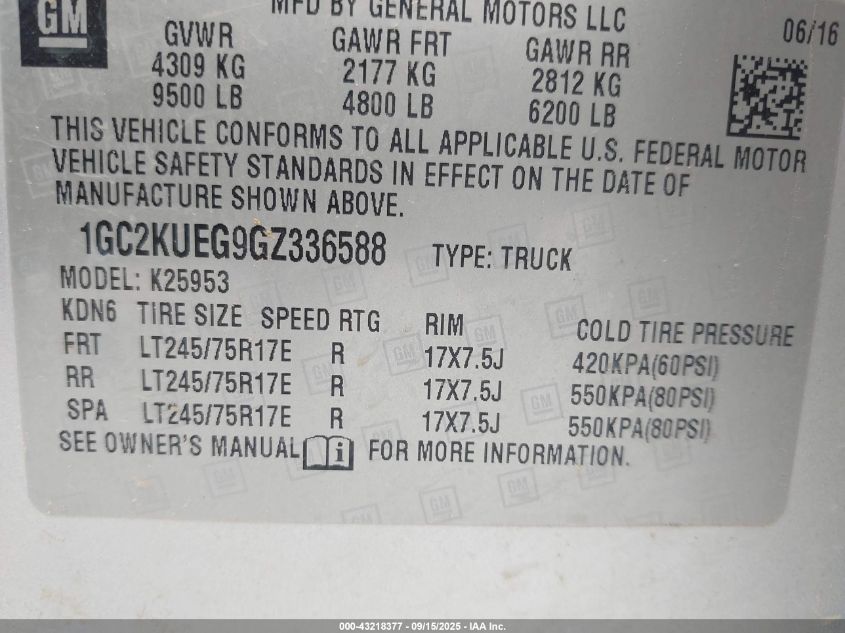 GM
MFD BY GENERAL MOTORS LLC
06/16
GVWR GAWR FRT GAWR RR
4309 KG 2177 KG 2812 KG
9500 LB 4800 LB 6200 LB
THIS VEHICLE CONFORMS TO ALL APPLICABLE U.S. FEDERAL MOTOR
VEHICLE SAFETY STANDARDS IN EFFECT ON THE DATE OF
MANUFACTURE SHOWN ABOVE.
1GC2KUEG9GZ336588 TYPE: TRUCK
MODEL: K25953
KDN6 TIRE SIZE SPEED RTG RIM COLD TIRE PRESSURE
FRT LT245/75R17E R 17X7.5J 420KPA(60PSI)
RR LT245/75R17E R 17X7.5J 550KPA(80PSI)
SPA LT245/75R17E R 17X7.5J 550KPA(80PSI)
SEE OWNER'S MANUAL i FOR MORE INFORMATION.
000-43218377 - 09/15/2025 - IAA Inc.